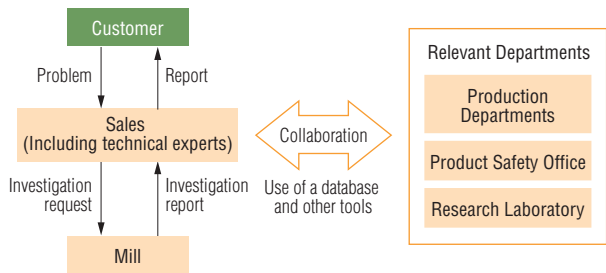 Customer
Problem
Report
Sales
(Including technical experts)
Investigation
request
Investigation
report
Mill
Collaboration
Use of a database
and other tools
Relevant Departments
Production
Departments
Product Safety Office
Research Laboratory